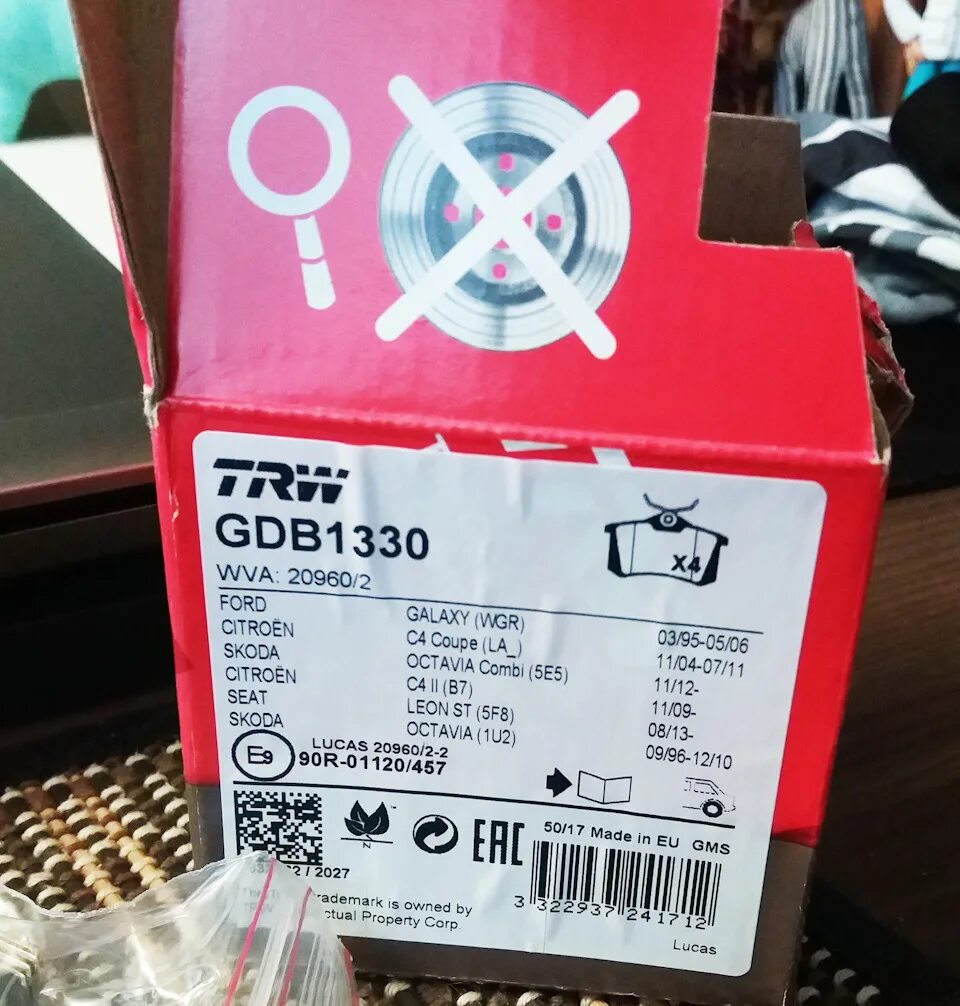 TRW
GDB1330
WVA: 20960/2
X4
FORD GALAXY (WGR) 03/95-05/06
CITROËN C4 Coupe (LA_) 11/04-07/11
SKODA OCTAVIA Combi (5E5) 11/12-
CITROËN C4 II (B7) 11/09-
SEAT LEON ST (5F8) 08/13-
SKODA OCTAVIA (1U2) 09/96-12/10
E9
LUCAS 20960/2-2
90R-01120/457
N
EAC
50/17 Made in EU GMS
/ 2027
3 322937 241712
trademark is owned by
Property Corp.
Lucas